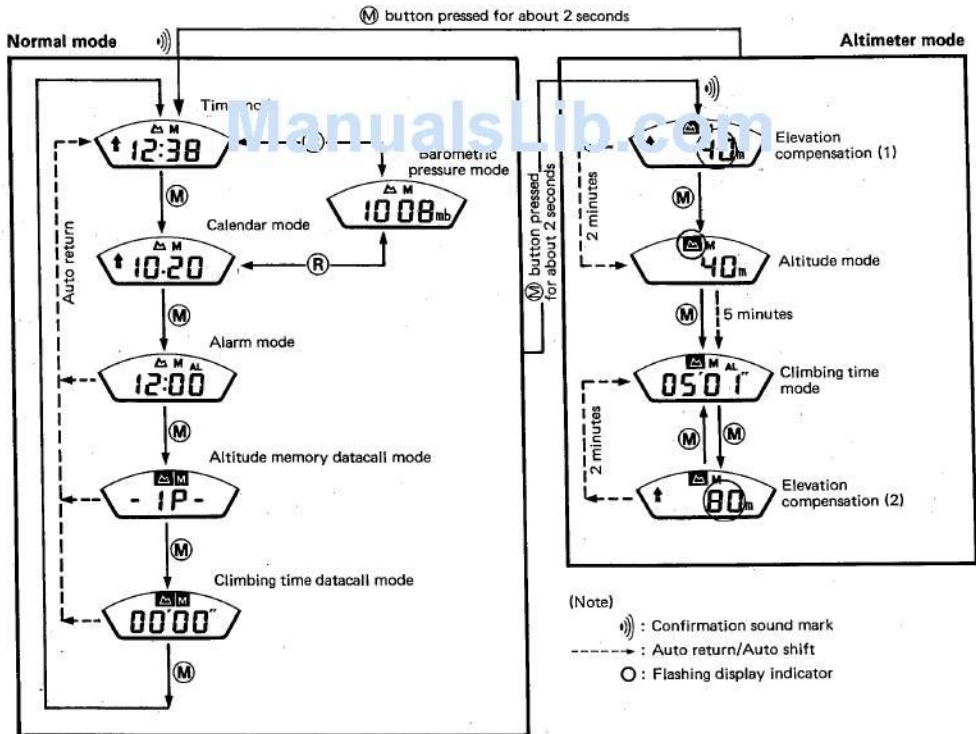 Ⓜ button pressed for about 2 seconds
Normal mode
Altimeter mode
ManualsLib.com
M
12:38
Barometric
pressure mode
M
1008mb
Ⓜ
Calendar mode
M
10.20
Ⓡ
Auto return
Ⓜ
Alarm mode
M AL
12:00
Ⓜ
Altitude memory datacall mode
M
-1P-
Ⓜ
Climbing time datacall mode
M
00'00"
Ⓜ
Ⓜ button pressed
for about 2 seconds
40m
Elevation
compensation (1)
2 minutes
Ⓜ
M
40m
Altitude mode
Ⓜ
5 minutes
M AL
05'01"
Climbing time
mode
2 minutes
Ⓜ Ⓜ
M
80m
Elevation
compensation (2)
(Note)
: Confirmation sound mark
: Auto return/Auto shift
: Flashing display indicator